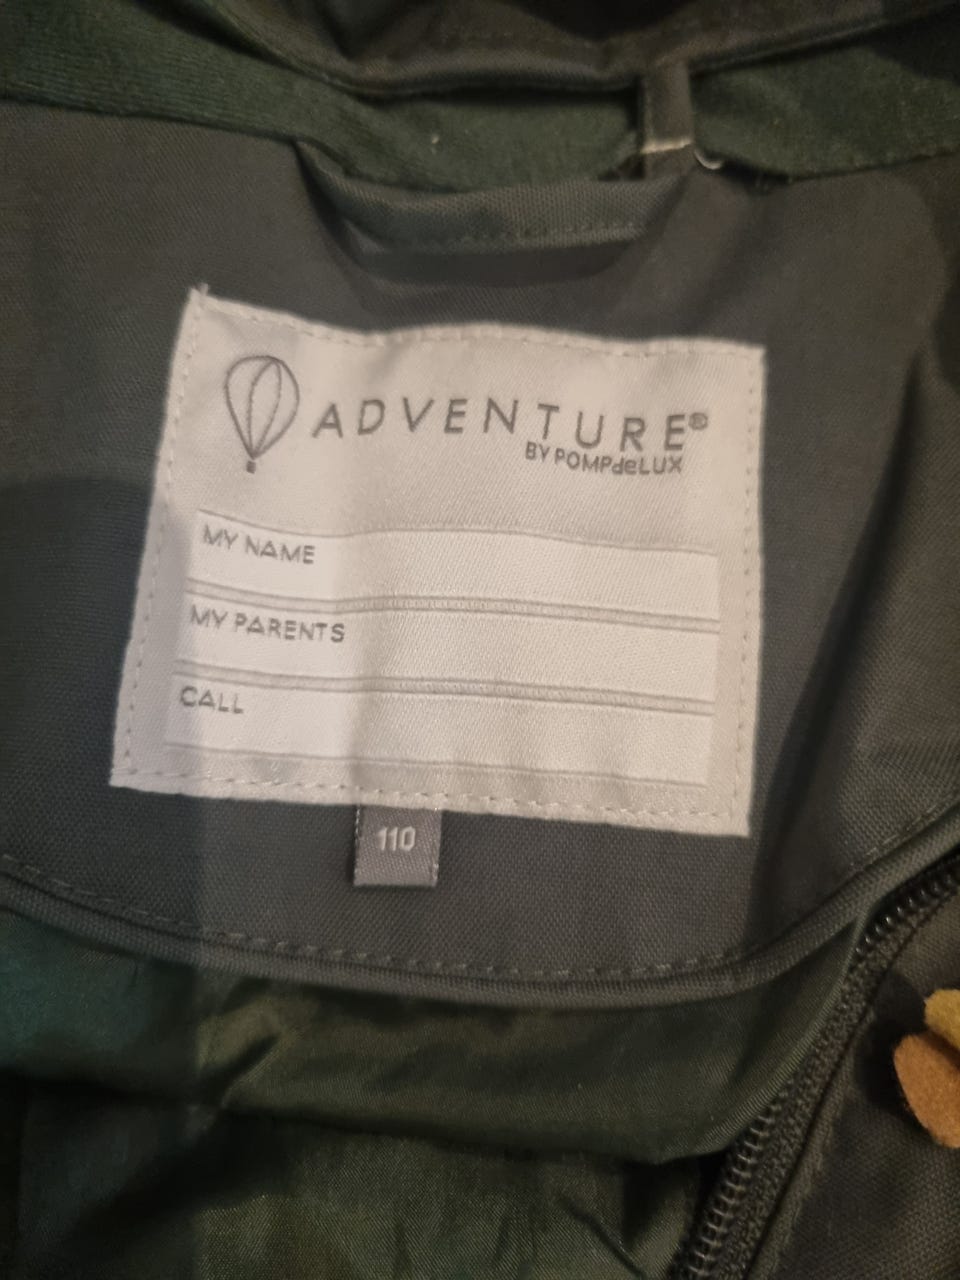 ADVENTURE®
BY POMPdeLUX
MY NAME
MY PARENTS
CALL
110